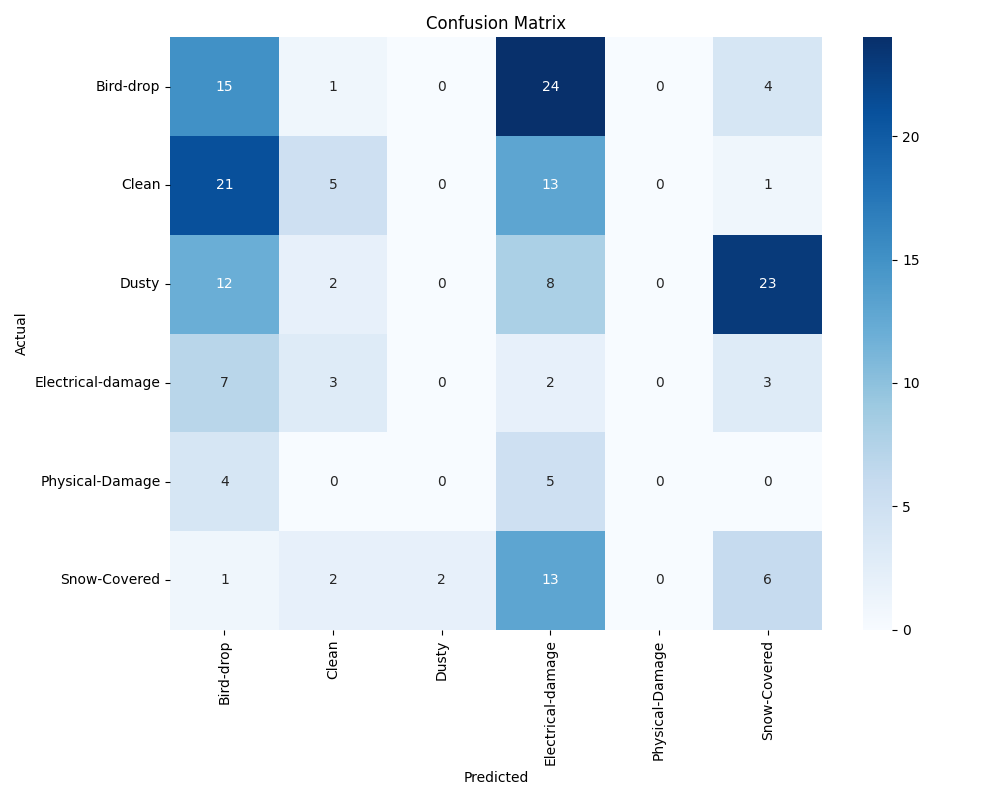 Confusion Matrix
Actual
Bird-drop 15 1 0 24 0 4
Clean 21 5 0 13 0 1
Dusty 12 2 0 8 0 23
Electrical-damage 7 3 0 2 0 3
Physical-Damage 4 0 0 5 0 0
Snow-Covered 1 2 2 13 0 6
Bird-drop Clean Dusty Electrical-damage Physical-Damage Snow-Covered
Predicted
20
15
10
5
0